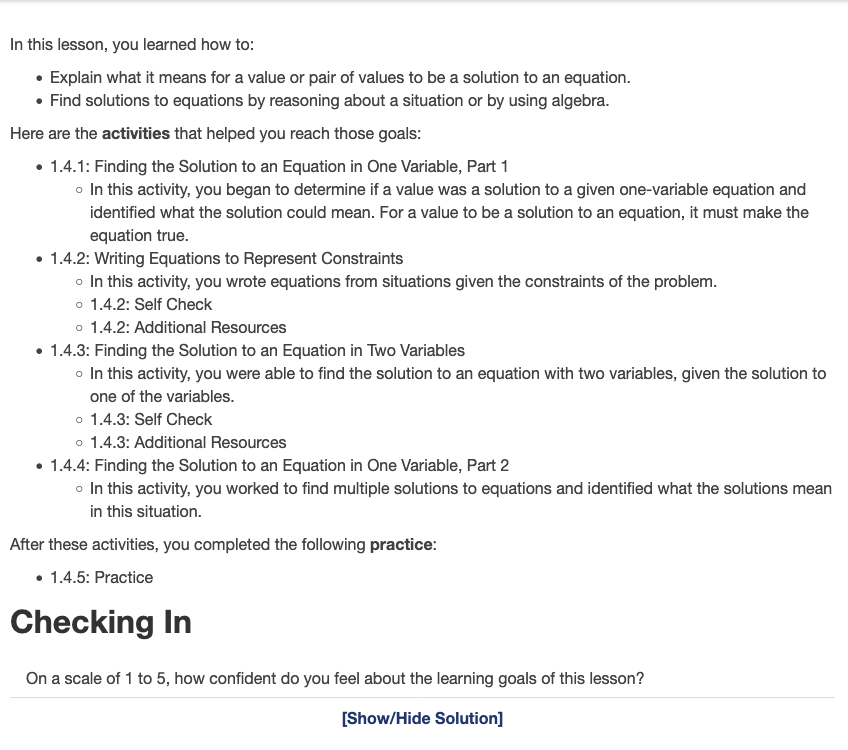 In this lesson, you learned how to:
• Explain what it means for a value or pair of values to be a solution to an equation.
• Find solutions to equations by reasoning about a situation or by using algebra.
Here are the activities that helped you reach those goals:
• 1.4.1: Finding the Solution to an Equation in One Variable, Part 1
◦ In this activity, you began to determine if a value was a solution to a given one-variable equation and
identified what the solution could mean. For a value to be a solution to an equation, it must make the
equation true.
• 1.4.2: Writing Equations to Represent Constraints
◦ In this activity, you wrote equations from situations given the constraints of the problem.
◦ 1.4.2: Self Check
◦ 1.4.2: Additional Resources
• 1.4.3: Finding the Solution to an Equation in Two Variables
◦ In this activity, you were able to find the solution to an equation with two variables, given the solution to
one of the variables.
◦ 1.4.3: Self Check
◦ 1.4.3: Additional Resources
• 1.4.4: Finding the Solution to an Equation in One Variable, Part 2
◦ In this activity, you worked to find multiple solutions to equations and identified what the solutions mean
in this situation.
After these activities, you completed the following practice:
• 1.4.5: Practice
Checking In
On a scale of 1 to 5, how confident do you feel about the learning goals of this lesson?
[Show/Hide Solution]